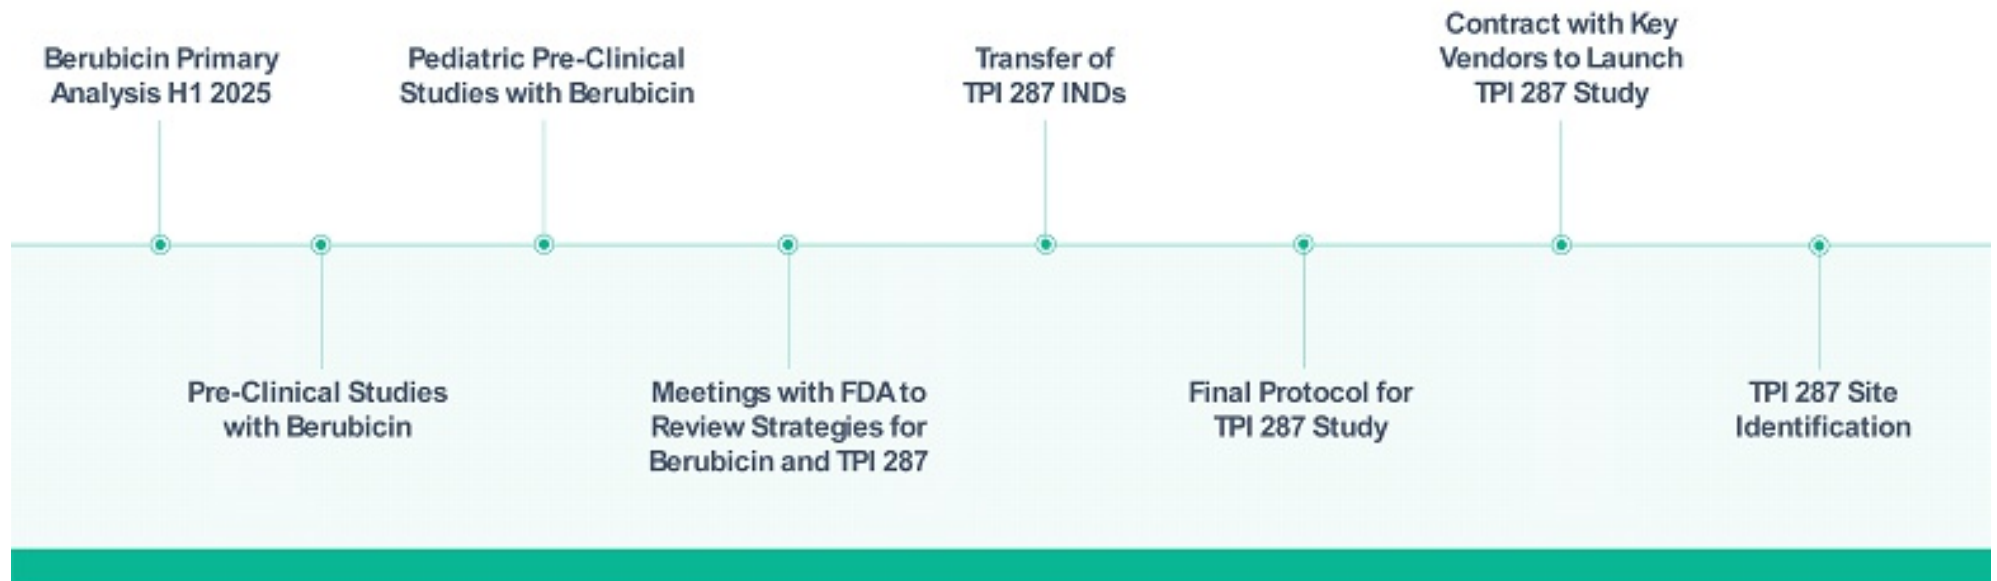 Berubicin Primary
Analysis H1 2025
Pediatric Pre-Clinical
Studies with Berubicin
Transfer of
TPI 287 INDs
Contract with Key
Vendors to Launch
TPI 287 Study
Pre-Clinical Studies
with Berubicin
Meetings with FDA to
Review Strategies for
Berubicin and TPI 287
Final Protocol for
TPI 287 Study
TPI 287 Site
Identification